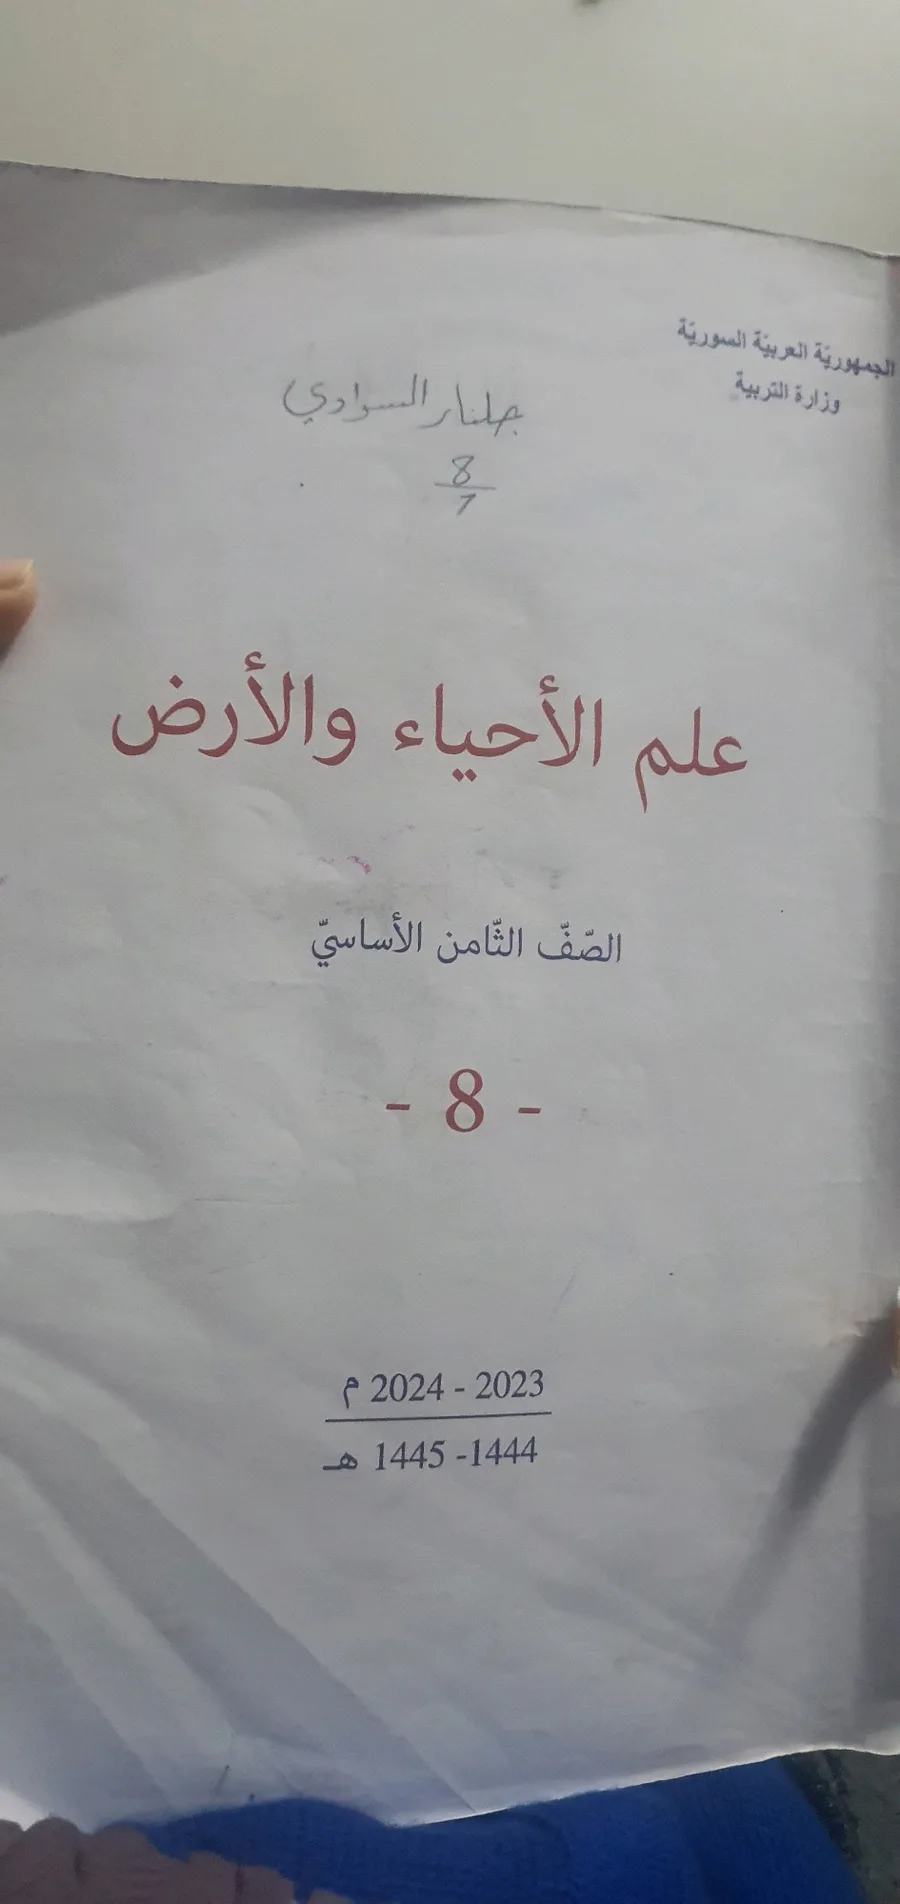 الجمهوريّة العربيّة السوريّة
وزارة التربية
جلنار السوادي
8
7
علم الأحياء والأرض
الصّفّ الثّامن الأساسيّ
- 8 -
2023 - 2024 م
1444- 1445 هـ